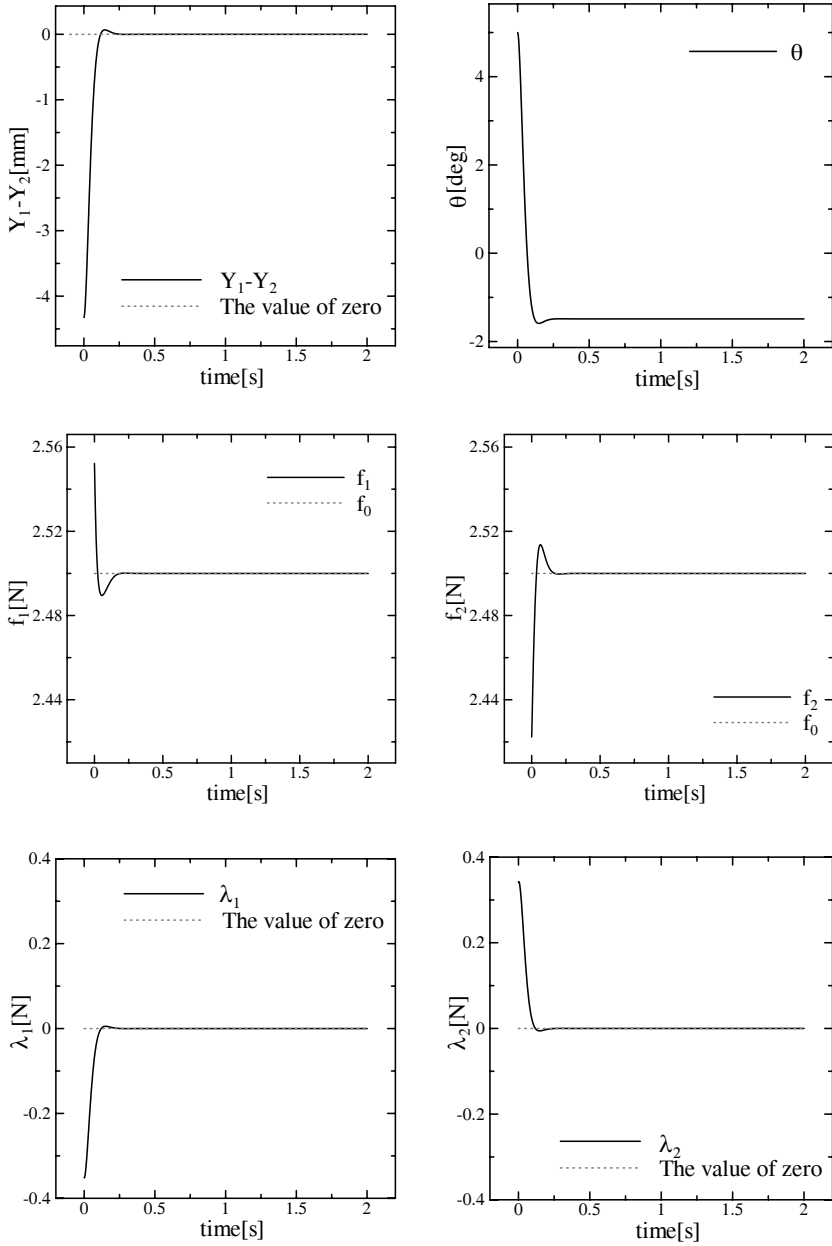 0
-1
-2
-3
-4
Y₁-Y₂[mm]
Y₁-Y₂
The value of zero
0 0.5 1 1.5 2
time[s]
4
2
0
-2
θ[deg]
θ
0 0.5 1 1.5 2
time[s]
2.56
2.52
2.48
2.44
f₁[N]
f₁
f₀
0 0.5 1 1.5 2
time[s]
2.56
2.52
2.48
2.44
f₂[N]
f₂
f₀
0 0.5 1 1.5 2
time[s]
0.4
0.2
0
-0.2
-0.4
λ₁[N]
λ₁
The value of zero
0 0.5 1 1.5 2
time[s]
0.4
0.2
0
-0.2
-0.4
λ₂[N]
λ₂
The value of zero
0 0.5 1 1.5 2
time[s]